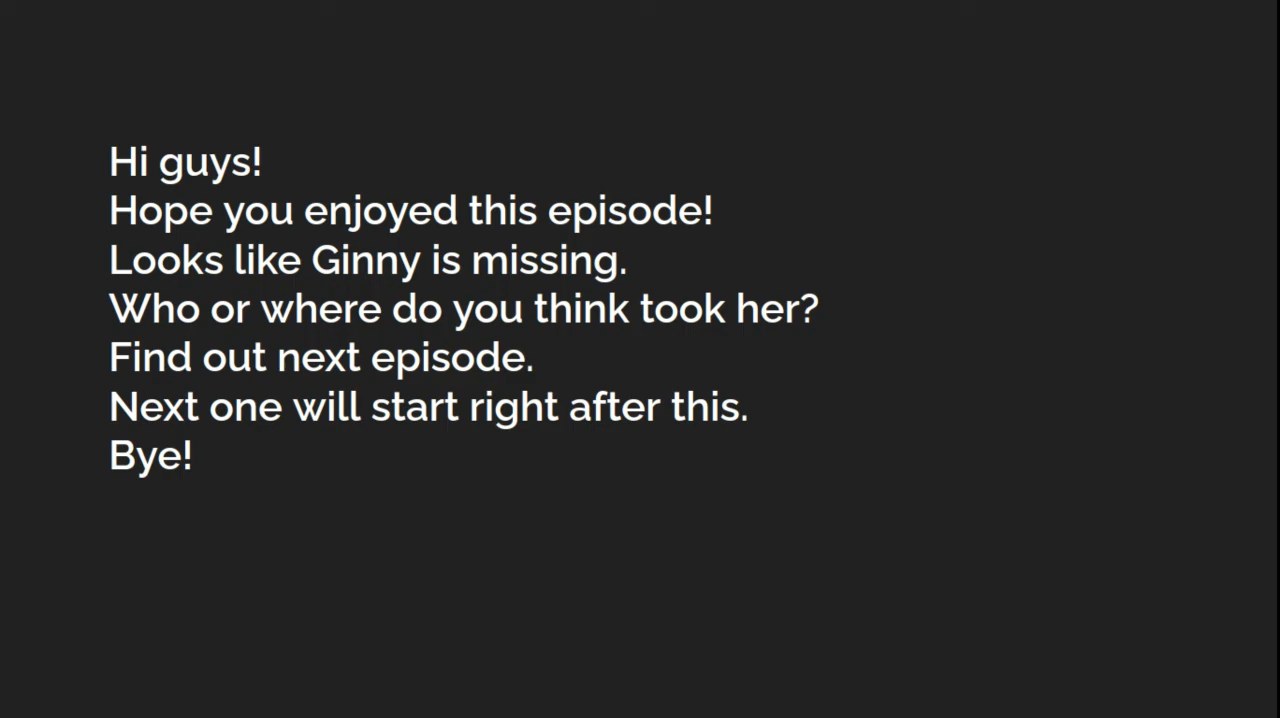 Hi guys!
Hope you enjoyed this episode!
Looks like Ginny is missing.
Who or where do you think took her?
Find out next episode.
Next one will start right after this.
Bye!